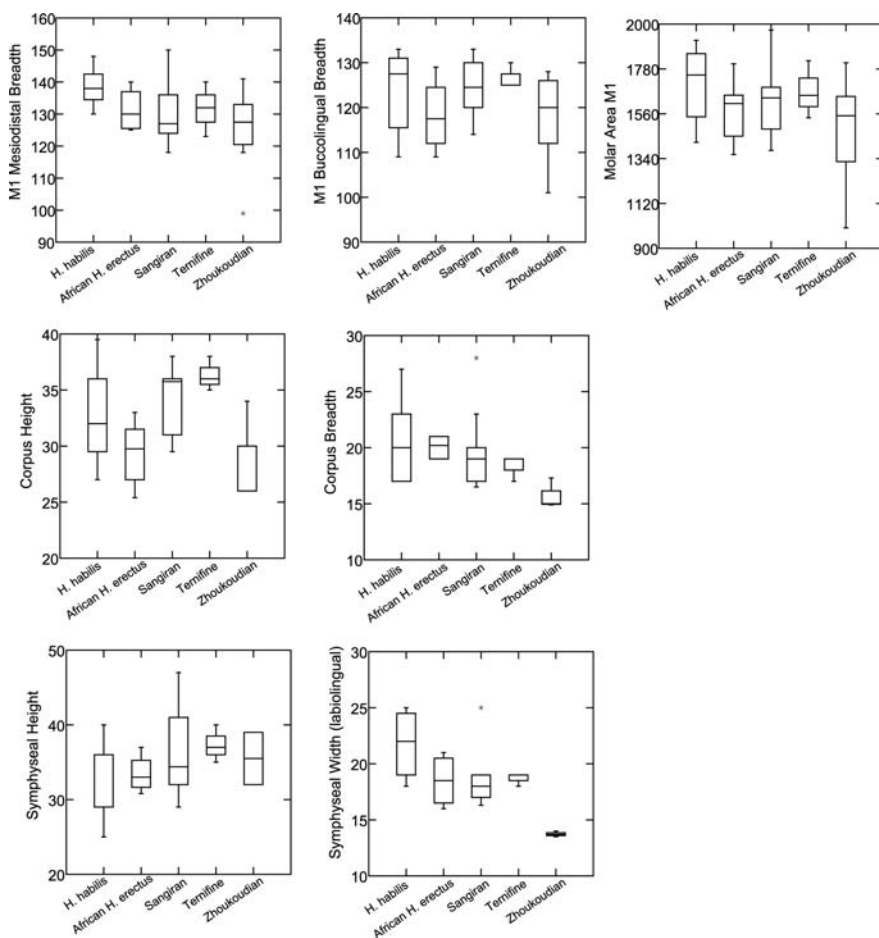 M1 Mesiodistal Breadth
160
150
140
130
120
110
100
90
H. habilis
African H. erectus
Sangiran
Ternifine
Zhoukoudian
M1 Buccolingual Breadth
140
130
120
110
100
90
H. habilis
African H. erectus
Sangiran
Ternifine
Zhoukoudian
Molar Area M1
2000
1780
1560
1340
1120
900
H. habilis
African H. erectus
Sangiran
Ternifine
Zhoukoudian
Corpus Height
40
35
30
25
20
H. habilis
African H. erectus
Sangiran
Ternifine
Zhoukoudian
Corpus Breadth
30
25
20
15
10
H. habilis
African H. erectus
Sangiran
Ternifine
Zhoukoudian
Symphyseal Height
50
40
30
20
H. habilis
African H. erectus
Sangiran
Ternifine
Zhoukoudian
Symphyseal Width (labiolingual)
30
25
20
15
10
H. habilis
African H. erectus
Sangiran
Ternifine
Zhoukoudian